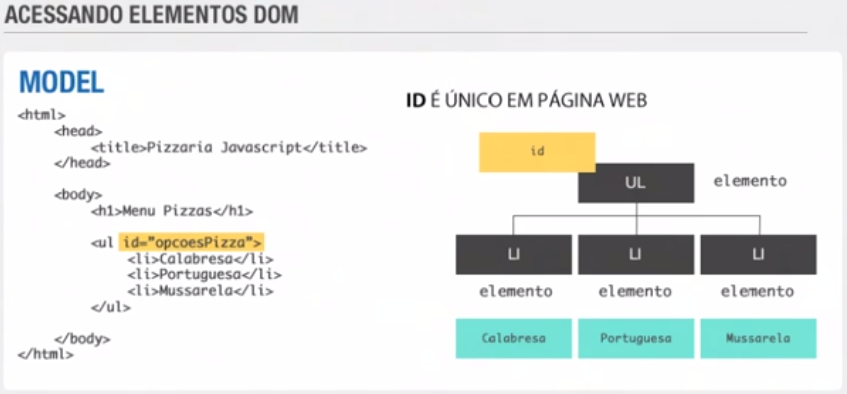 ACESSANDO ELEMENTOS DOM
MODEL
<html>
<head>
<title>Pizzaria Javascript</title>
</head>
<body>
<h1>Menu Pizzas</h1>
<ul id="opcoesPizza">
<li>Calabresa</li>
<li>Portuguesa</li>
<li>Mussarela</li>
</ul>
</body>
</html>
ID É ÚNICO EM PÁGINA WEB
id
UL elemento
LI LI LI
elemento elemento elemento
Calabresa Portuguesa Mussarela